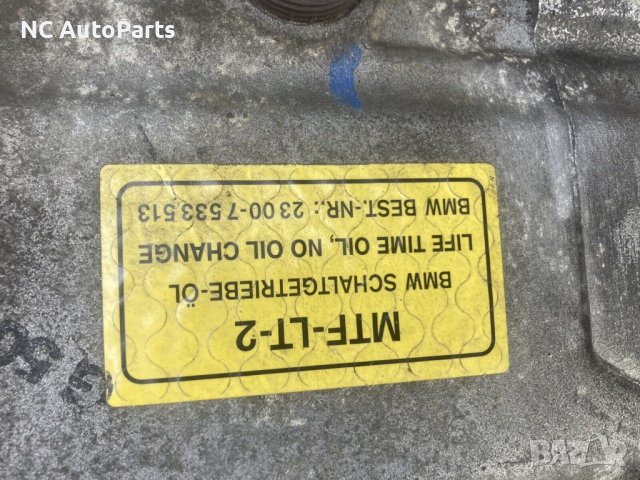 NC AutoParts
MTF-LT-2
BMW SCHALTGETRIEBE-ÖL
LIFE TIME OIL, NO OIL CHANGE
BMW BEST.-NR.: 23 00-7 533 513
BAZAR